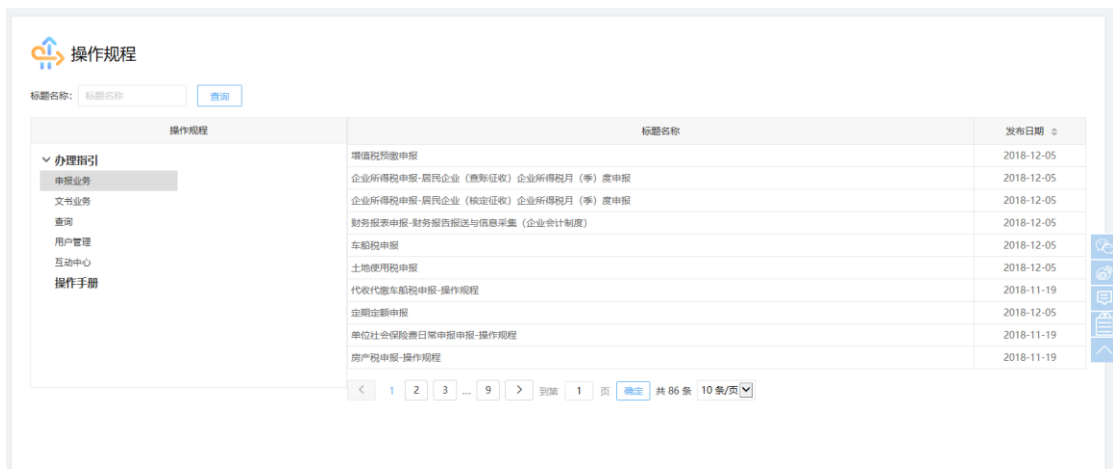 操作规程
标题名称： 标题名称 查询
操作规程 标题名称 发布日期
办理指引
申报业务
文书业务
查询
用户管理
互动中心
操作手册
增值税预缴申报 2018-12-05
企业所得税申报-居民企业（查账征收）企业所得税月（季）度申报 2018-12-05
企业所得税申报-居民企业（核定征收）企业所得税月（季）度申报 2018-12-05
财务报表申报-财务报告报送与信息采集（企业会计制度） 2018-12-05
车船税申报 2018-12-05
土地使用税申报 2018-12-05
代收代缴车船税申报-操作规程 2018-11-19
定期定额申报 2018-12-05
单位社会保险费日常申报申报-操作规程 2018-11-19
房产税申报-操作规程 2018-11-19
1 2 3 ... 9 到第 1 页 确定 共 86 条 10 条/页